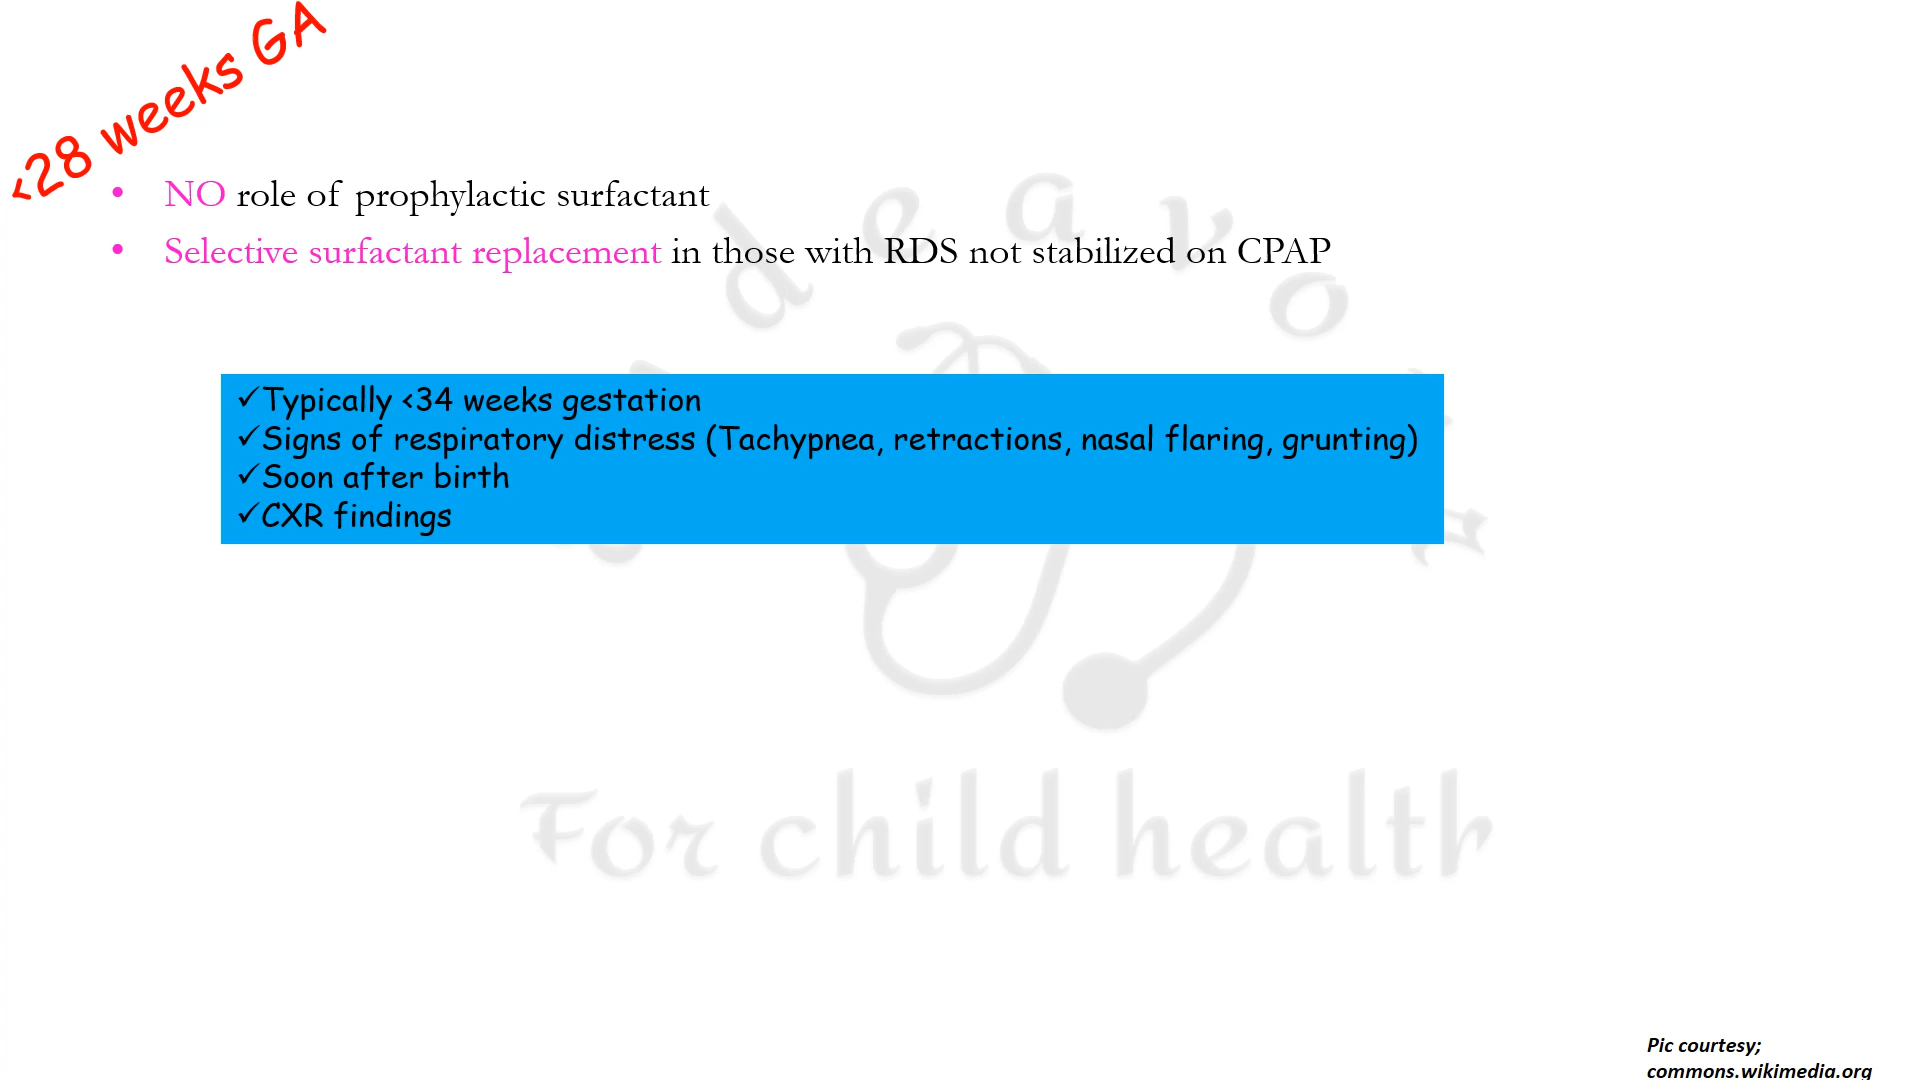 <28 weeks GA
• NO role of prophylactic surfactant
• Selective surfactant replacement in those with RDS not stabilized on CPAP
✓Typically <34 weeks gestation
✓Signs of respiratory distress (Tachypnea, retractions, nasal flaring, grunting)
✓Soon after birth
✓CXR findings
For child health
Pic courtesy;
commons.wikimedia.org